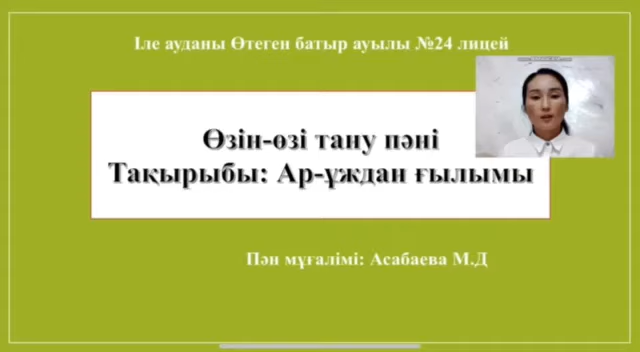 Іле ауданы Өтеген батыр ауылы №24 лицей
Өзін-өзі тану пәні
Тақырыбы: Ар-ұждан ғылымы
Пән мұғалімі: Асабаева М.Д